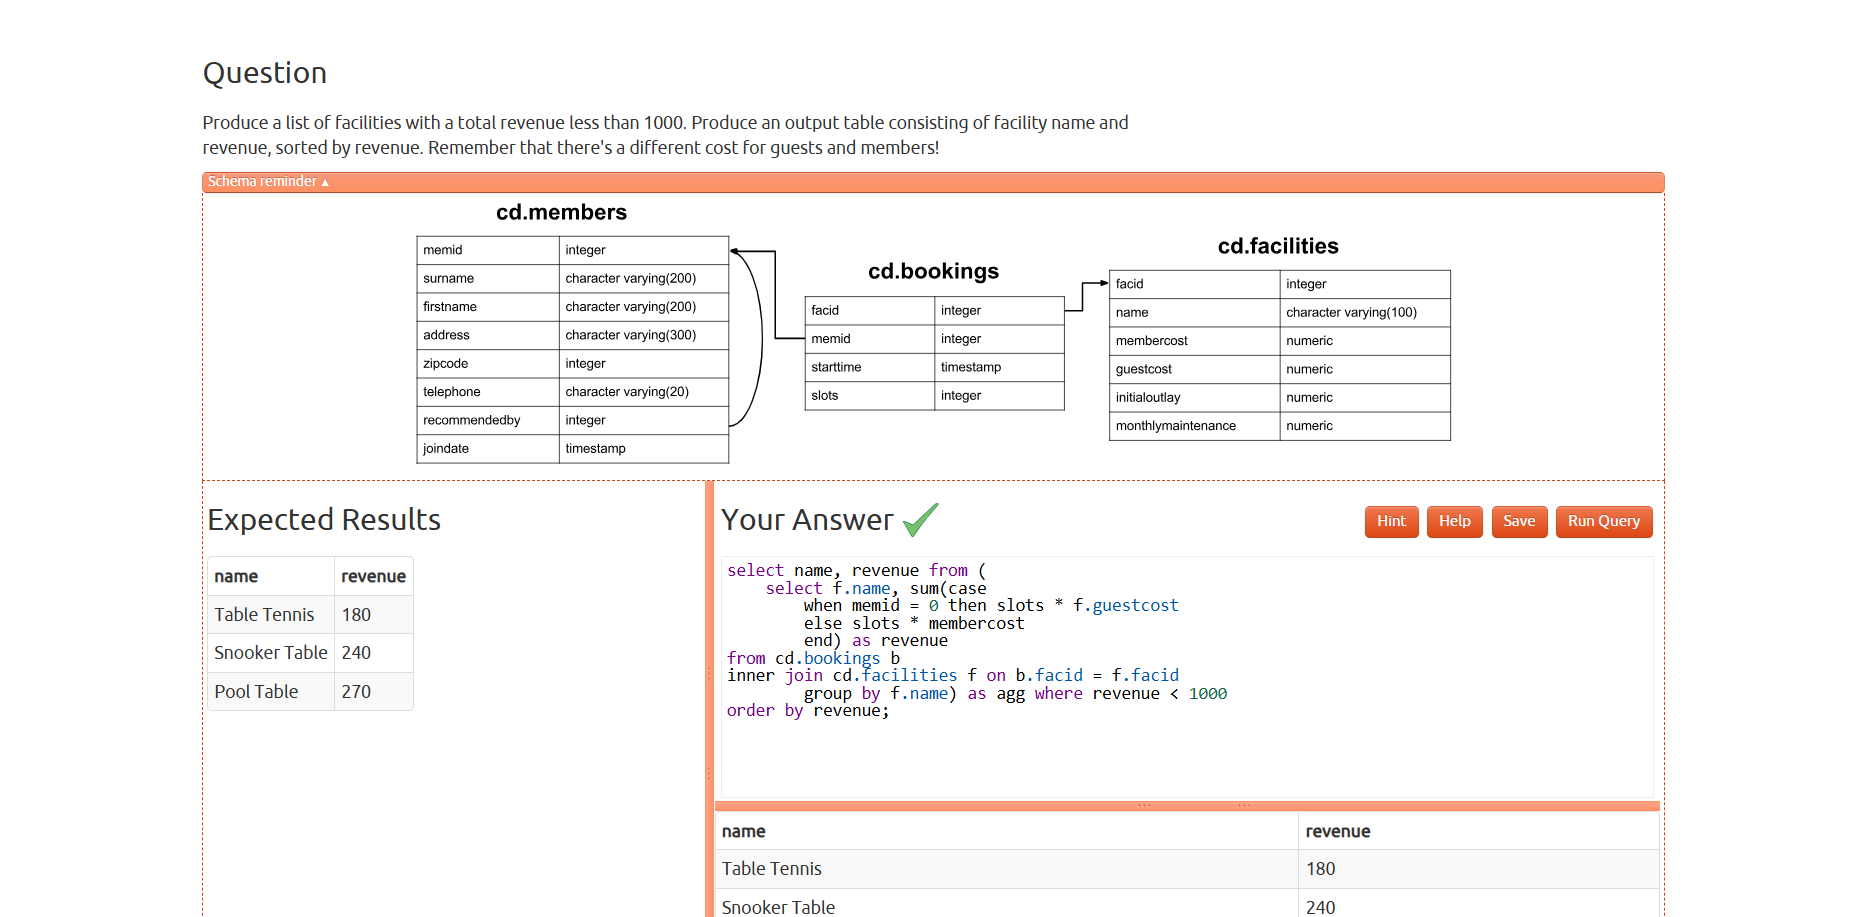 Question
Produce a list of facilities with a total revenue less than 1000. Produce an output table consisting of facility name and
revenue, sorted by revenue. Remember that there's a different cost for guests and members!
Schema reminder ▲
cd.members
memid integer
surname character varying(200)
firstname character varying(200)
address character varying(300)
zipcode integer
telephone character varying(20)
recommendedby integer
joindate timestamp
cd.bookings
facid integer
memid integer
starttime timestamp
slots integer
cd.facilities
facid integer
name character varying(100)
membercost numeric
guestcost numeric
initialoutlay numeric
monthlymaintenance numeric
Expected Results
name revenue
Table Tennis 180
Snooker Table 240
Pool Table 270
Your Answer
Hint Help Save Run Query
select name, revenue from (
    select f.name, sum(case
        when memid = 0 then slots * f.guestcost
        else slots * membercost
        end) as revenue
from cd.bookings b
inner join cd.facilities f on b.facid = f.facid
        group by f.name) as agg where revenue < 1000
order by revenue;
name revenue
Table Tennis 180
Snooker Table 240